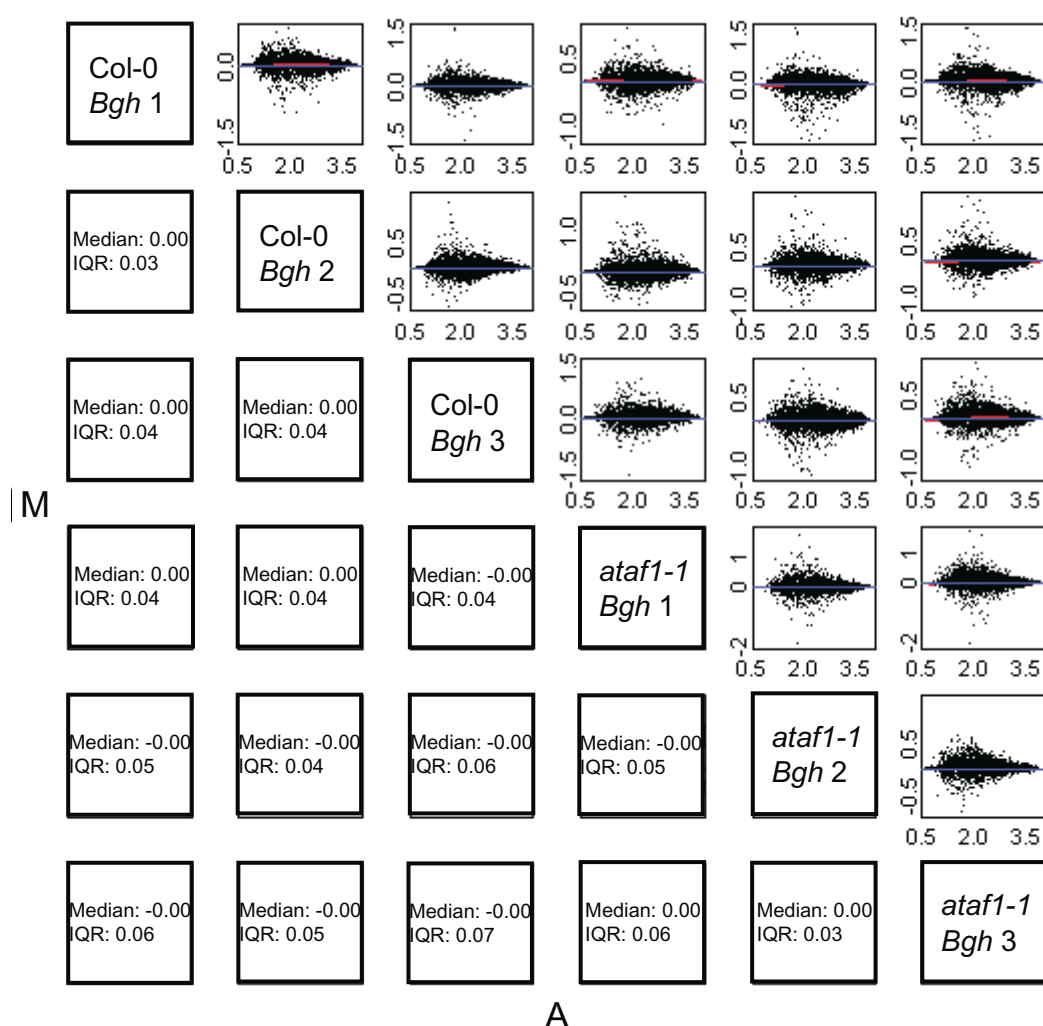 Col-0
Bgh 1
0.0
-1.5
0.5 2.0 3.5
1.5
0.0
-1.5
0.5 2.0 3.5
0.5
-1.0
0.5 2.0 3.5
1.5
0.0
-1.5
0.5 2.0 3.5
1.5
0.0
-1.5
0.5 2.0 3.5
Median: 0.00
IQR: 0.03
Col-0
Bgh 2
0.5
-0.5
0.5 2.0 3.5
1.0
-0.5
0.5 2.0 3.5
0.5
-1.0
0.5 2.0 3.5
0.5
-1.0
0.5 2.0 3.5
Median: 0.00
IQR: 0.04
Median: 0.00
IQR: 0.04
Col-0
Bgh 3
1.5
0.0
-1.5
0.5 2.0 3.5
0.5
-1.0
0.5 2.0 3.5
0.5
-1.0
0.5 2.0 3.5
M
Median: 0.00
IQR: 0.04
Median: 0.00
IQR: 0.04
Median: -0.00
IQR: 0.04
ataf1-1
Bgh 1
1
0
-2
0.5 2.0 3.5
1
0
-2
0.5 2.0 3.5
Median: -0.00
IQR: 0.05
Median: -0.00
IQR: 0.04
Median: -0.00
IQR: 0.06
Median: -0.00
IQR: 0.05
ataf1-1
Bgh 2
0.5
-0.5
0.5 2.0 3.5
Median: -0.00
IQR: 0.06
Median: -0.00
IQR: 0.05
Median: -0.00
IQR: 0.07
Median: 0.00
IQR: 0.06
Median: 0.00
IQR: 0.03
ataf1-1
Bgh 3
A